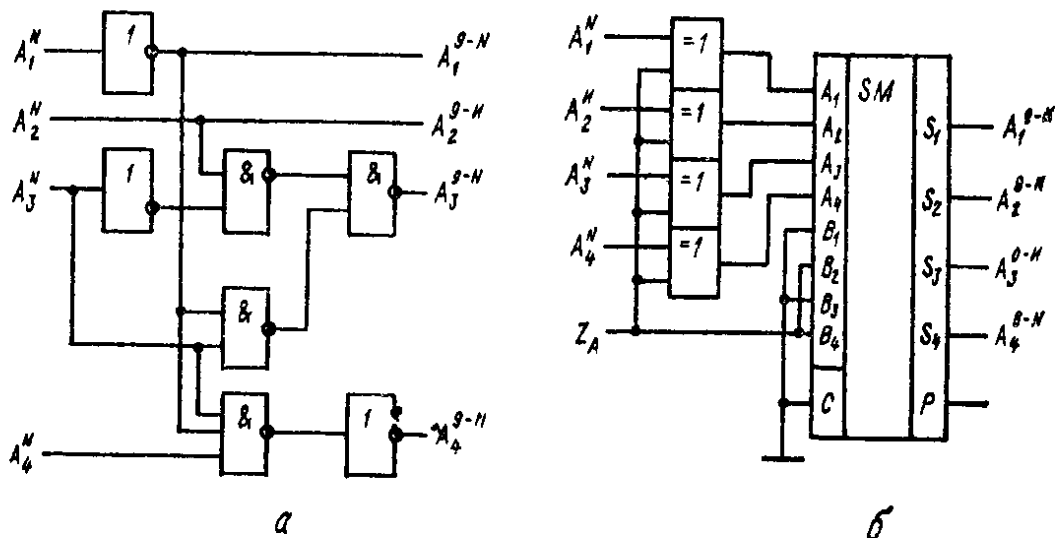 A₁ᴺ 1 A₁⁹⁻ᴺ
A₂ᴺ A₂⁹⁻ᴺ
A₃ᴺ 1 & & A₃⁹⁻ᴺ
&
A₄ᴺ & 1 A₄⁹⁻ᴺ
а
A₁ᴺ =1
A₂ᴺ =1
A₃ᴺ =1
A₄ᴺ =1
Z_A
A₁ SM
A₂
A₃
A₄
B₁
B₂
B₃
B₄
C
S₁ A₁⁹⁻ᴺ
S₂ A₂⁹⁻ᴺ
S₃ A₃⁹⁻ᴺ
S₄ A₄⁹⁻ᴺ
P
б